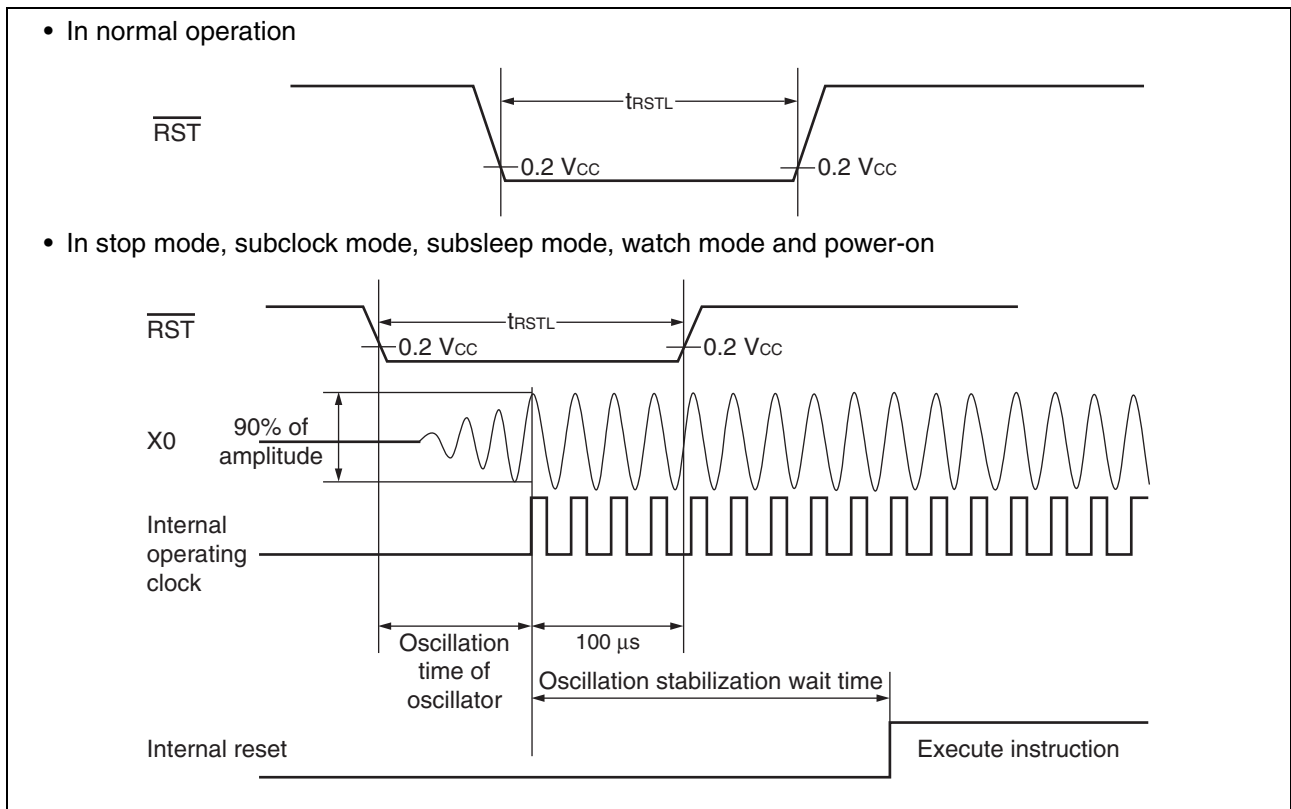 • In normal operation
tRSTL
RST
0.2 VCC
0.2 VCC
• In stop mode, subclock mode, subsleep mode, watch mode and power-on
RST
tRSTL
0.2 VCC
0.2 VCC
X0
90% of
amplitude
Internal
operating
clock
Oscillation
time of
oscillator
100 μs
Oscillation stabilization wait time
Internal reset
Execute instruction